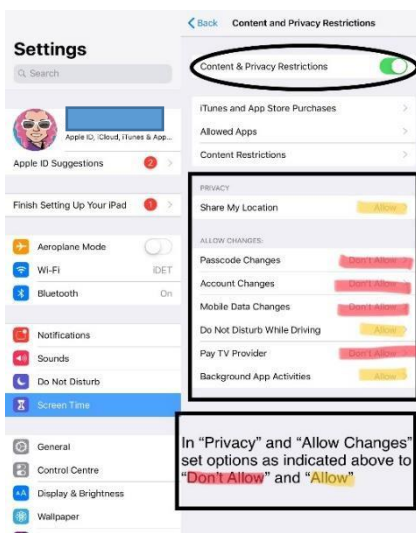 Settings
Search
Apple ID, iCloud, iTunes & App...
Apple ID Suggestions 2
Finish Setting Up Your iPad 1
Aeroplane Mode
Wi-Fi IDET
Bluetooth On
Notifications
Sounds
Do Not Disturb
Screen Time
General
Control Centre
AA Display & Brightness
Wallpaper
Back Content and Privacy Restrictions
Content & Privacy Restrictions
iTunes and App Store Purchases
Allowed Apps
Content Restrictions
PRIVACY
Share My Location Allow
ALLOW CHANGES:
Passcode Changes Don't Allow
Account Changes Don't Allow
Mobile Data Changes Don't Allow
Do Not Disturb While Driving Allow
Pay TV Provider Don't Allow
Background App Activities Allow
In "Privacy" and "Allow Changes"
set options as indicated above to
"Don't Allow" and "Allow"